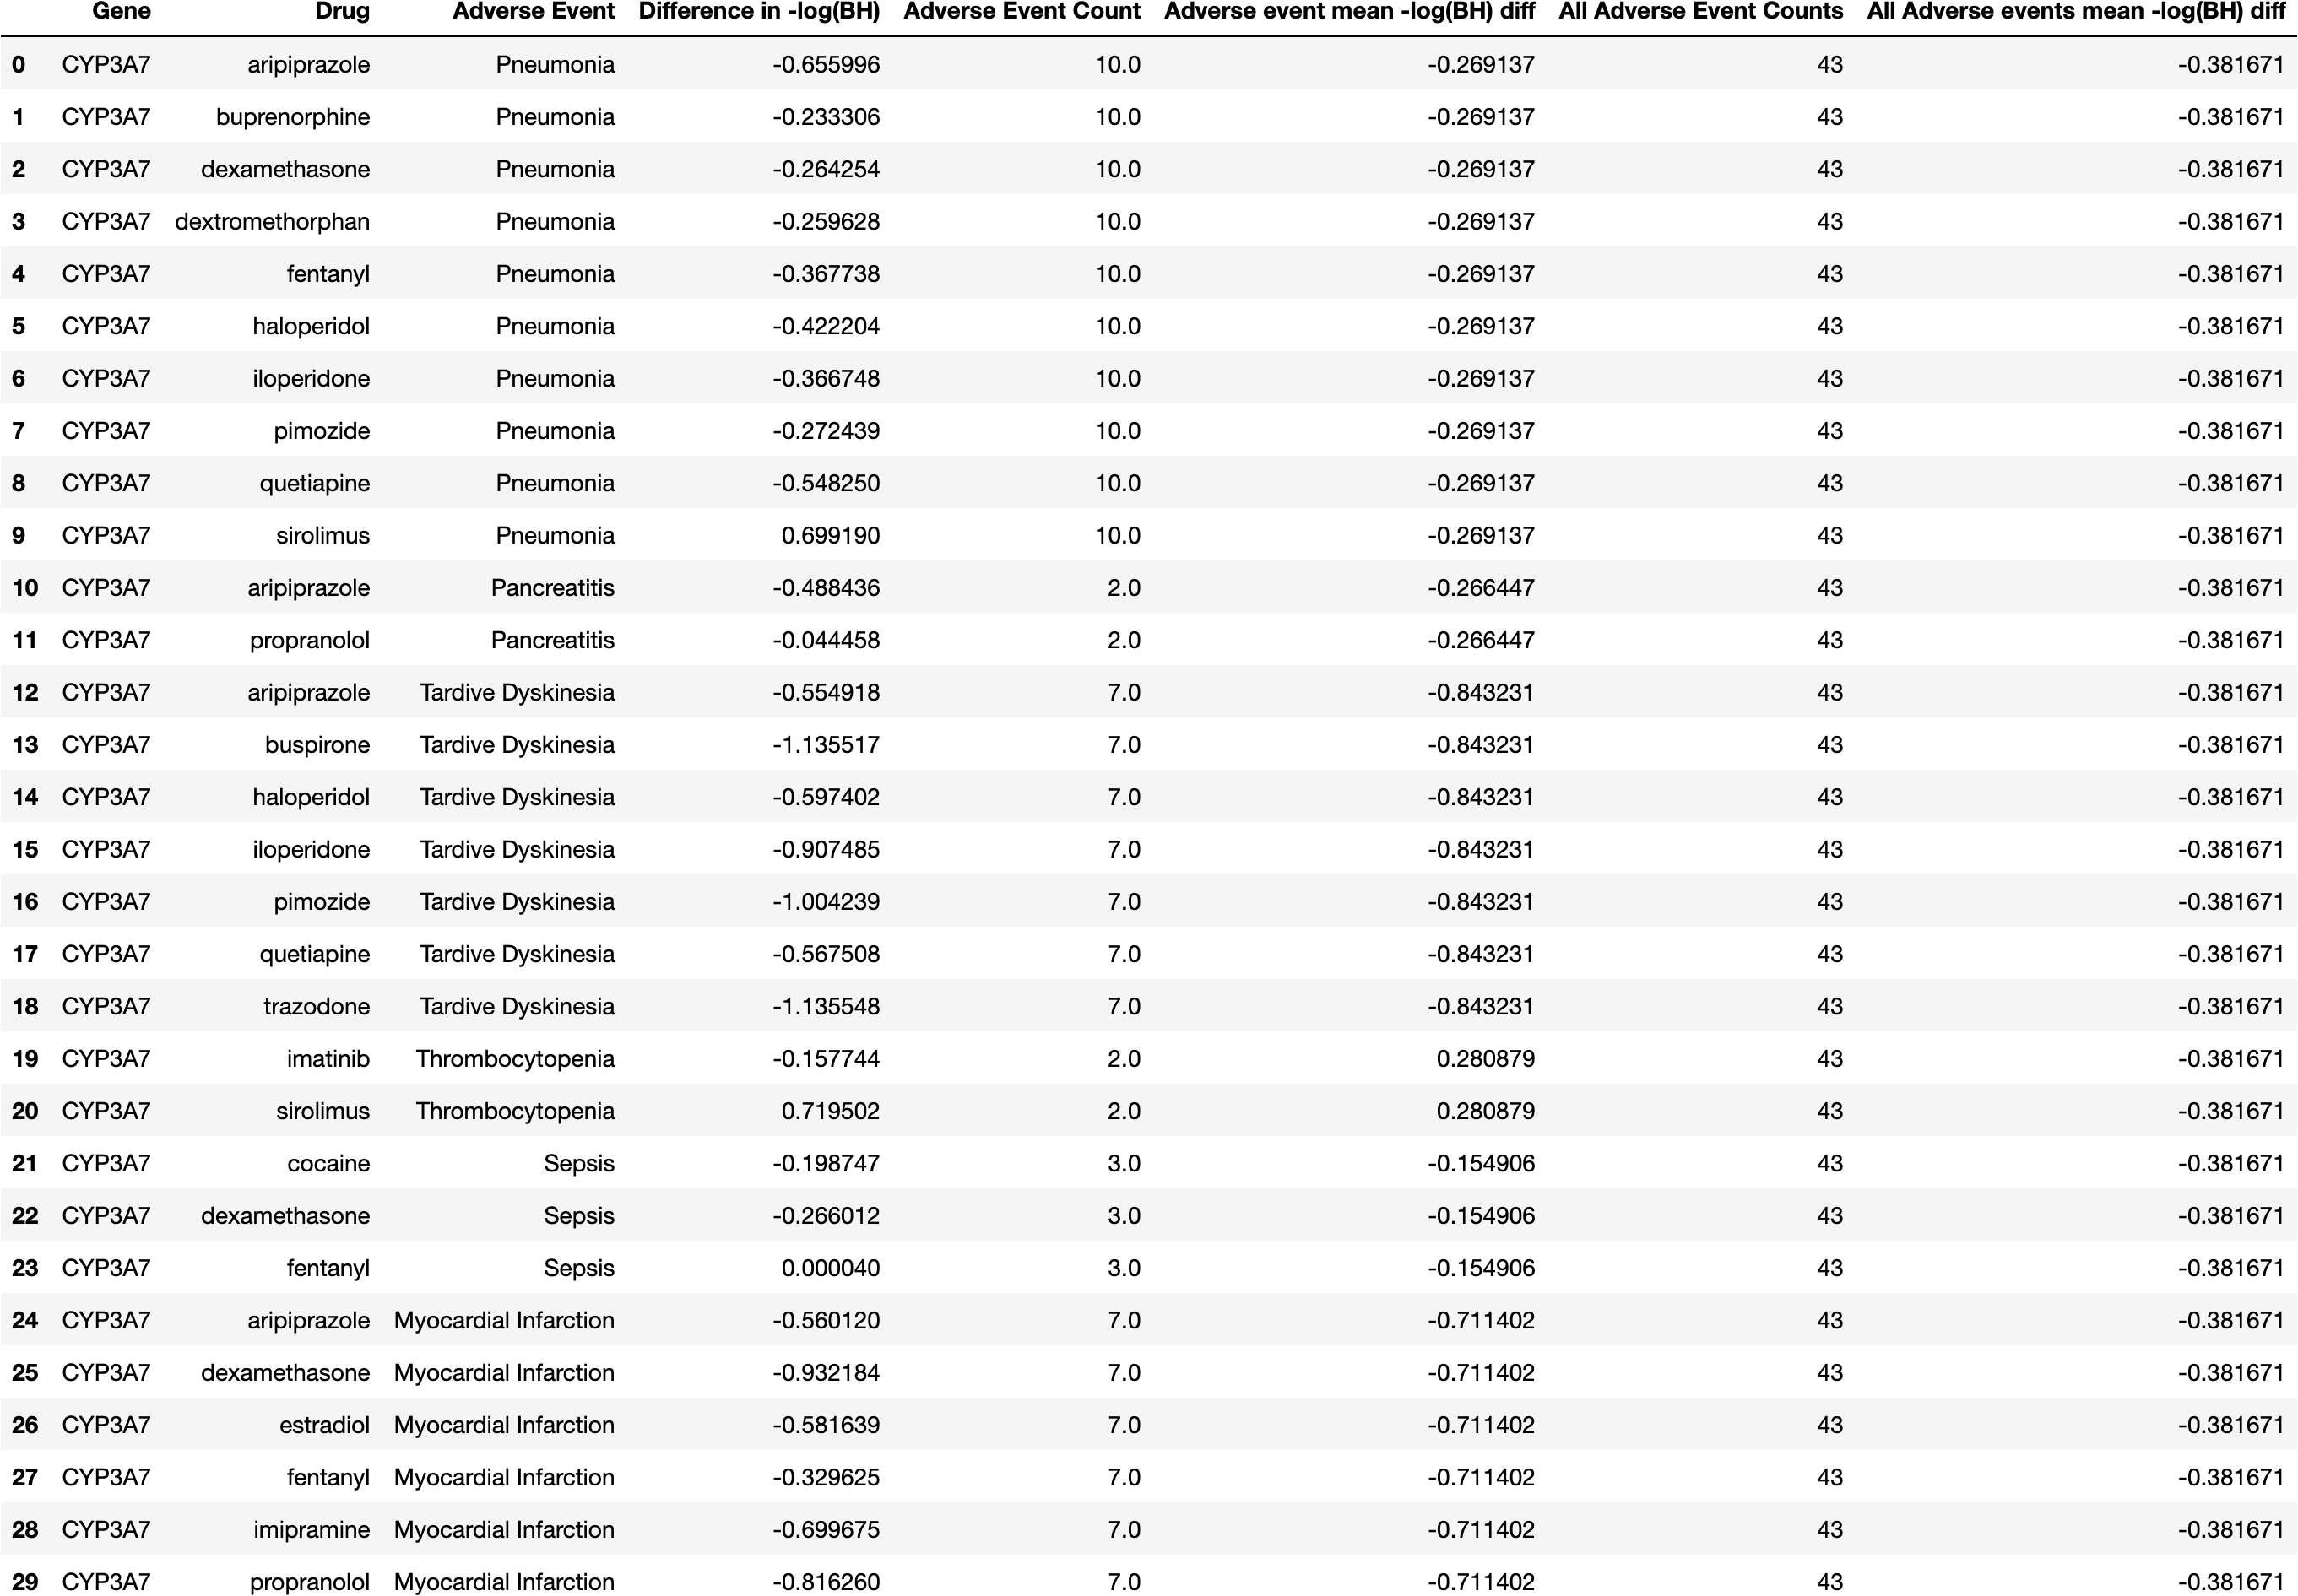 Gene Drug Adverse Event Difference in -log(BH) Adverse Event Count Adverse event mean -log(BH) diff All Adverse Event Counts All Adverse events mean -log(BH) diff
0 CYP3A7 aripiprazole Pneumonia -0.655996 10.0 -0.269137 43 -0.381671
1 CYP3A7 buprenorphine Pneumonia -0.233306 10.0 -0.269137 43 -0.381671
2 CYP3A7 dexamethasone Pneumonia -0.264254 10.0 -0.269137 43 -0.381671
3 CYP3A7 dextromethorphan Pneumonia -0.259628 10.0 -0.269137 43 -0.381671
4 CYP3A7 fentanyl Pneumonia -0.367738 10.0 -0.269137 43 -0.381671
5 CYP3A7 haloperidol Pneumonia -0.422204 10.0 -0.269137 43 -0.381671
6 CYP3A7 iloperidone Pneumonia -0.366748 10.0 -0.269137 43 -0.381671
7 CYP3A7 pimozide Pneumonia -0.272439 10.0 -0.269137 43 -0.381671
8 CYP3A7 quetiapine Pneumonia -0.548250 10.0 -0.269137 43 -0.381671
9 CYP3A7 sirolimus Pneumonia 0.699190 10.0 -0.269137 43 -0.381671
10 CYP3A7 aripiprazole Pancreatitis -0.488436 2.0 -0.266447 43 -0.381671
11 CYP3A7 propranolol Pancreatitis -0.044458 2.0 -0.266447 43 -0.381671
12 CYP3A7 aripiprazole Tardive Dyskinesia -0.554918 7.0 -0.843231 43 -0.381671
13 CYP3A7 buspirone Tardive Dyskinesia -1.135517 7.0 -0.843231 43 -0.381671
14 CYP3A7 haloperidol Tardive Dyskinesia -0.597402 7.0 -0.843231 43 -0.381671
15 CYP3A7 iloperidone Tardive Dyskinesia -0.907485 7.0 -0.843231 43 -0.381671
16 CYP3A7 pimozide Tardive Dyskinesia -1.004239 7.0 -0.843231 43 -0.381671
17 CYP3A7 quetiapine Tardive Dyskinesia -0.567508 7.0 -0.843231 43 -0.381671
18 CYP3A7 trazodone Tardive Dyskinesia -1.135548 7.0 -0.843231 43 -0.381671
19 CYP3A7 imatinib Thrombocytopenia -0.157744 2.0 0.280879 43 -0.381671
20 CYP3A7 sirolimus Thrombocytopenia 0.719502 2.0 0.280879 43 -0.381671
21 CYP3A7 cocaine Sepsis -0.198747 3.0 -0.154906 43 -0.381671
22 CYP3A7 dexamethasone Sepsis -0.266012 3.0 -0.154906 43 -0.381671
23 CYP3A7 fentanyl Sepsis 0.000040 3.0 -0.154906 43 -0.381671
24 CYP3A7 aripiprazole Myocardial Infarction -0.560120 7.0 -0.711402 43 -0.381671
25 CYP3A7 dexamethasone Myocardial Infarction -0.932184 7.0 -0.711402 43 -0.381671
26 CYP3A7 estradiol Myocardial Infarction -0.581639 7.0 -0.711402 43 -0.381671
27 CYP3A7 fentanyl Myocardial Infarction -0.329625 7.0 -0.711402 43 -0.381671
28 CYP3A7 imipramine Myocardial Infarction -0.699675 7.0 -0.711402 43 -0.381671
29 CYP3A7 propranolol Myocardial Infarction -0.816260 7.0 -0.711402 43 -0.381671